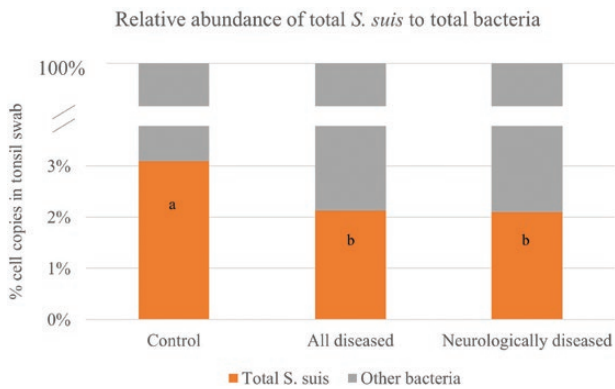 Relative abundance of total S. suis to total bacteria
% cell copies in tonsil swab
100%
3%
2%
1%
0%
a
b
b
Control
All diseased
Neurologically diseased
Total S. suis
Other bacteria